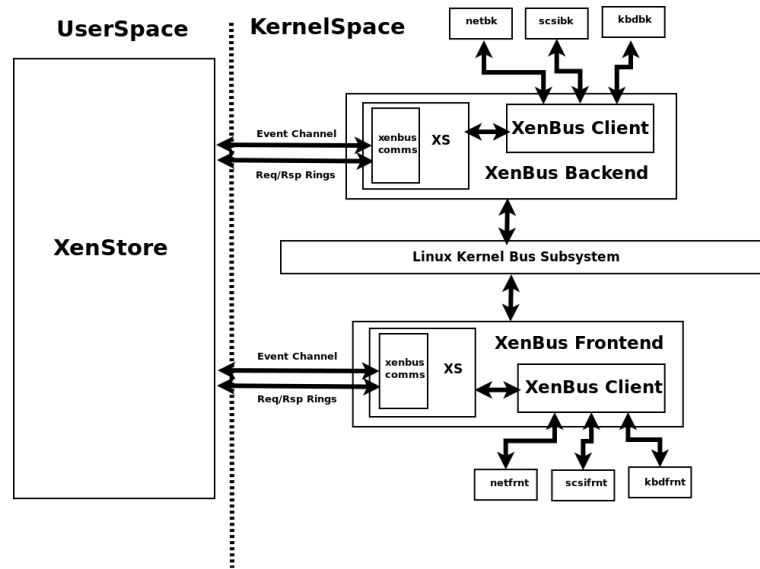 UserSpace
KernelSpace
netbk
scsibk
kbdbk
XenBus Client
XS
xenbus
comms
XenBus Backend
Event Channel
Req/Rsp Rings
XenStore
Linux Kernel Bus Subsystem
XenBus Frontend
Event Channel
xenbus
comms
XS
XenBus Client
Req/Rsp Rings
netfrnt
scsifrnt
kbdfrnt